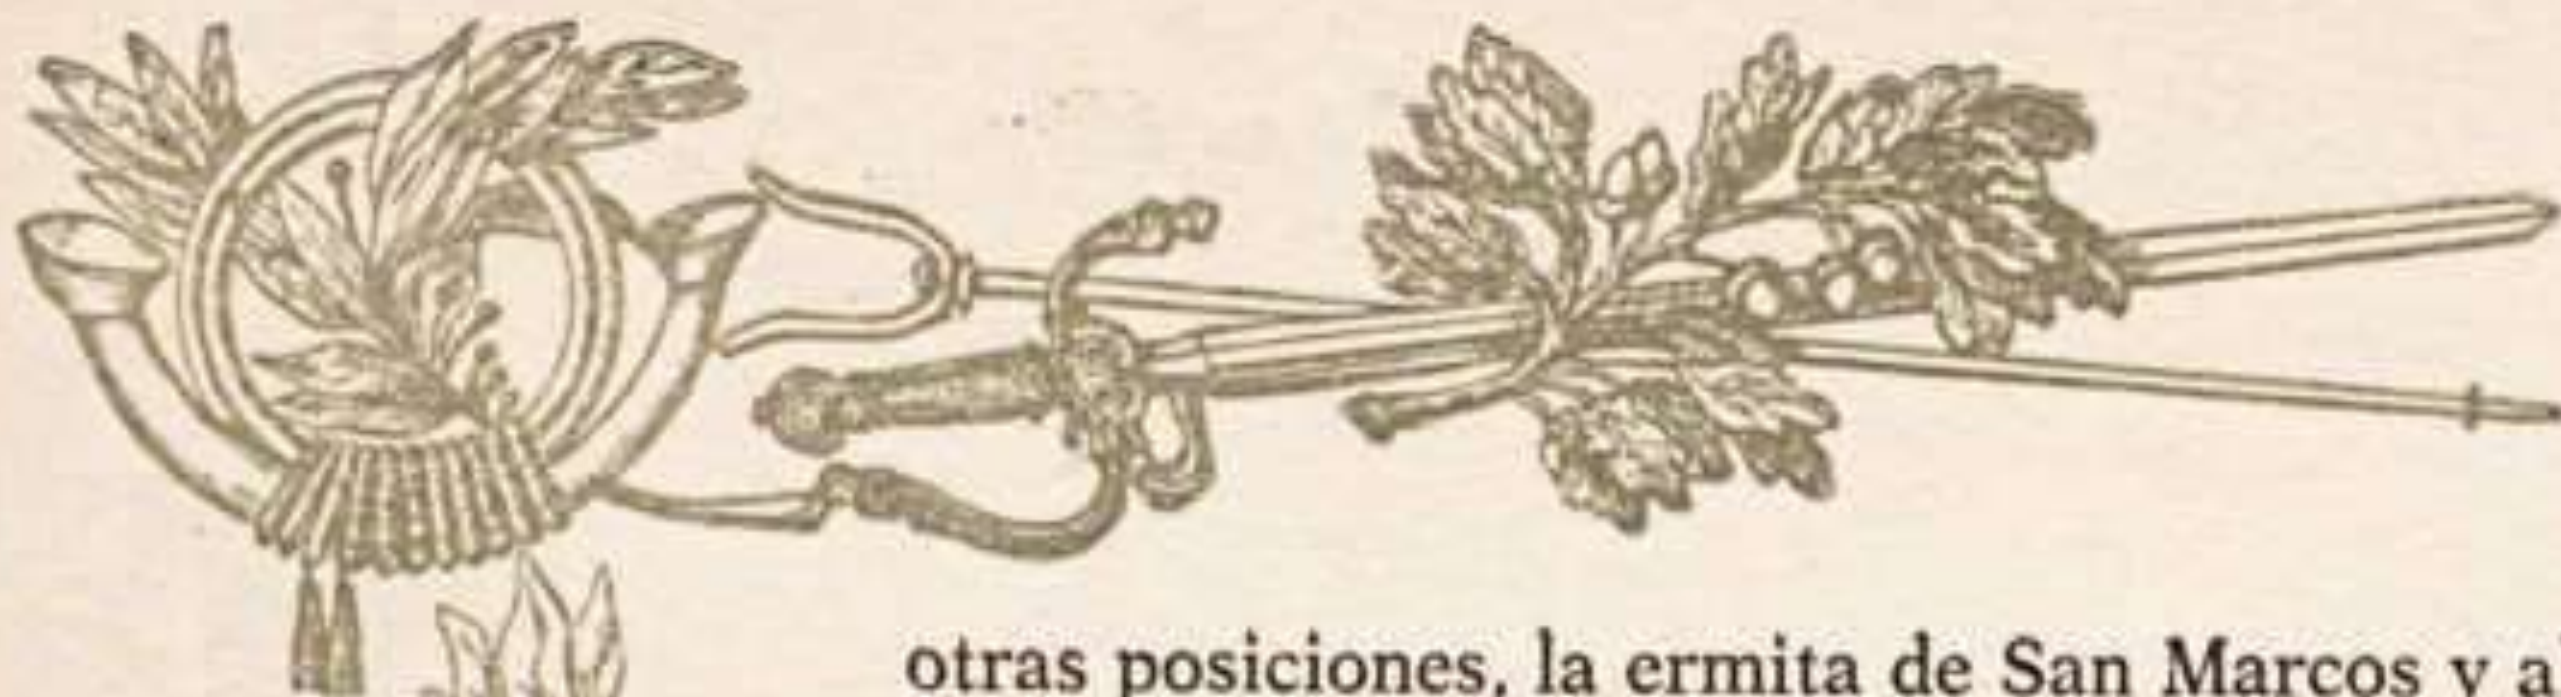 otras posiciones, la ermita de San Marcos y